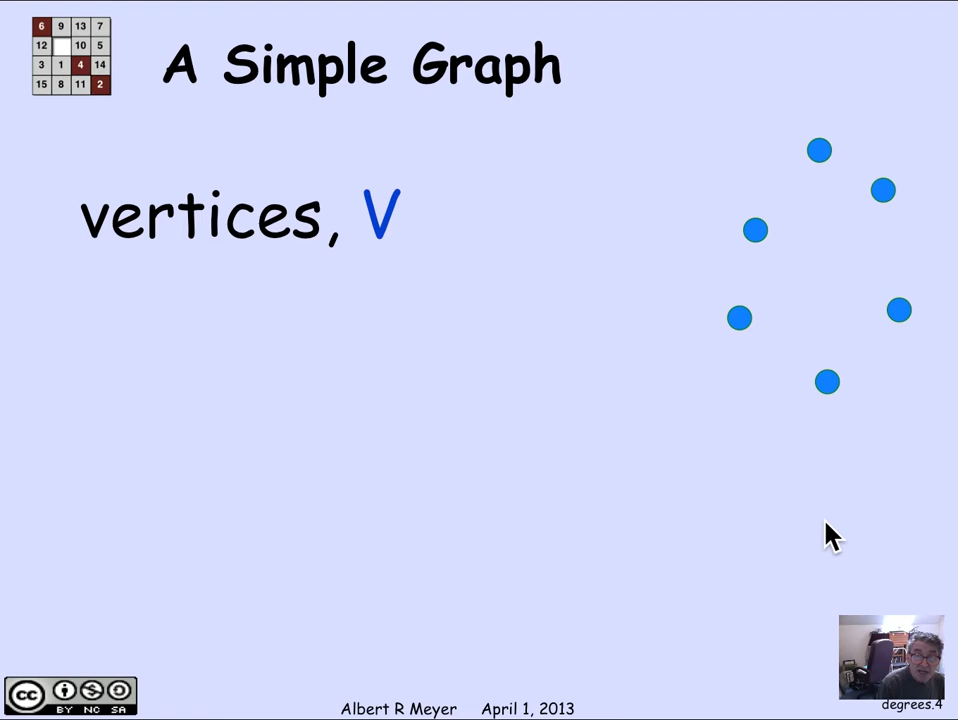 6 9 13 7
12 10 5
3 1 4 14
15 8 11 2
A Simple Graph
vertices, V
cc
BY NC SA
Albert R Meyer April 1, 2013
degrees.4